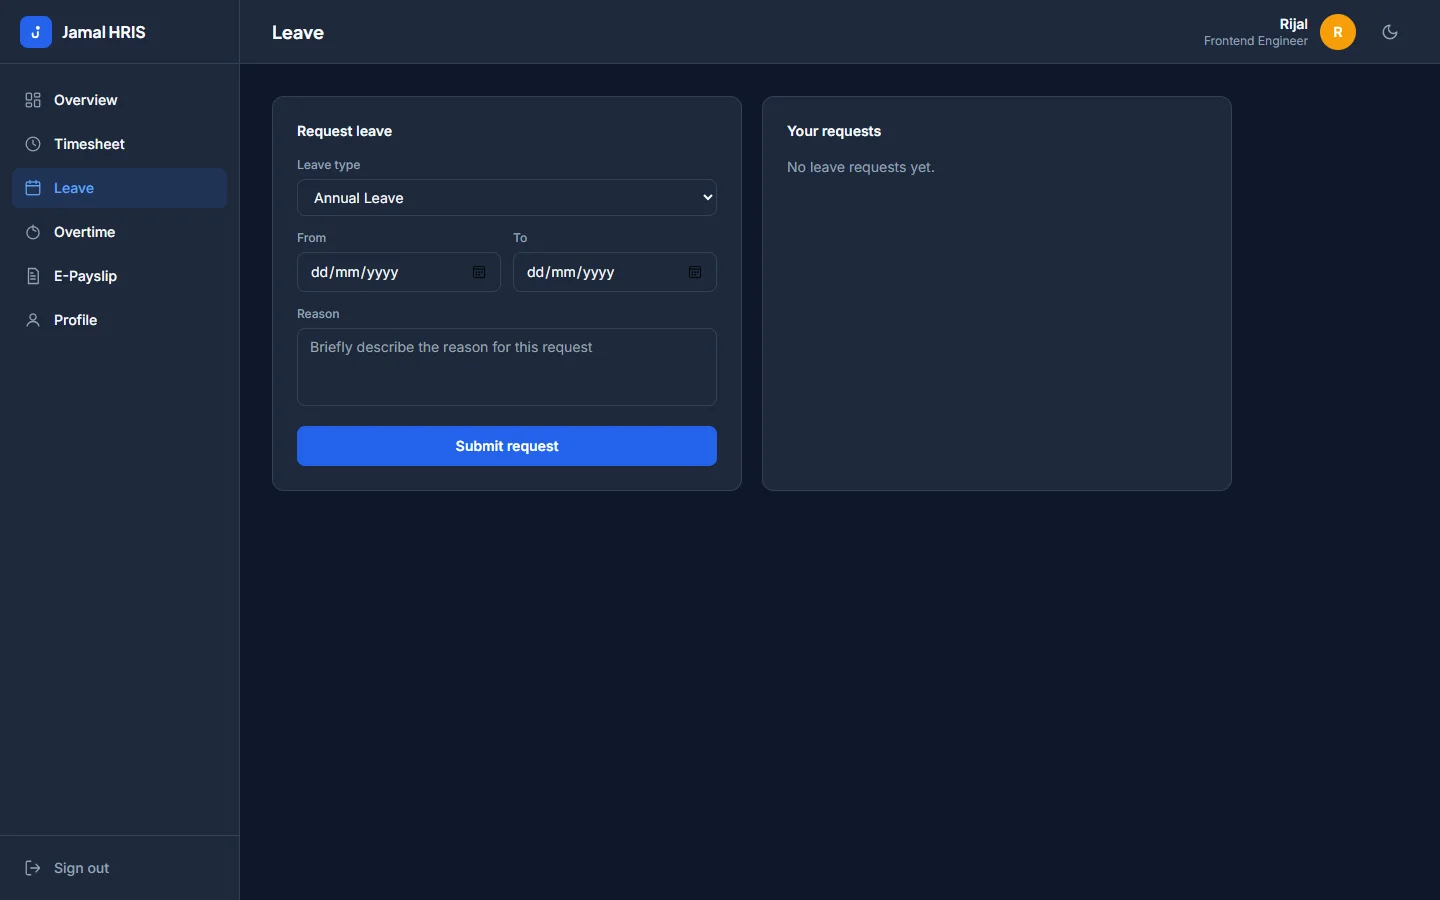 Jamal HRIS
Leave
Rijal
Frontend Engineer
R
Overview
Timesheet
Leave
Overtime
E-Payslip
Profile
Sign out
Request leave
Leave type
Annual Leave
From
To
dd/mm/yyyy
dd/mm/yyyy
Reason
Briefly describe the reason for this request
Submit request
Your requests
No leave requests yet.